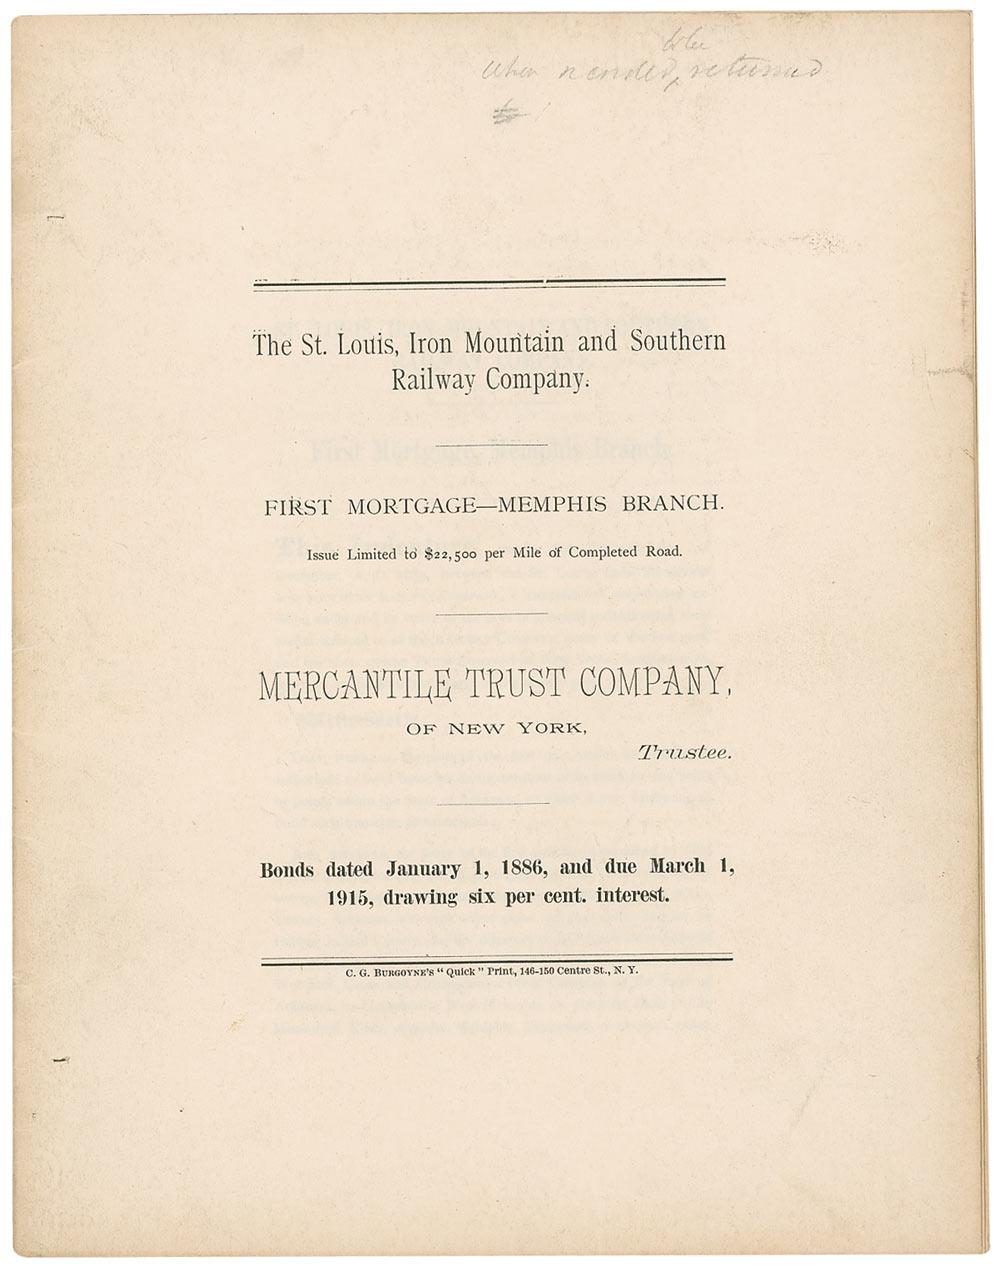 to be
when needed, returned
The St. Louis, Iron Mountain and Southern
Railway Company.
FIRST MORTGAGE—MEMPHIS BRANCH.
Issue Limited to $22,500 per Mile of Completed Road.
MERCANTILE TRUST COMPANY,
OF NEW YORK,
Trustee.
Bonds dated January 1, 1886, and due March 1,
1915, drawing six per cent. interest.
C. G. BURGOYNE'S "Quick" Print, 146-150 Centre St., N. Y.